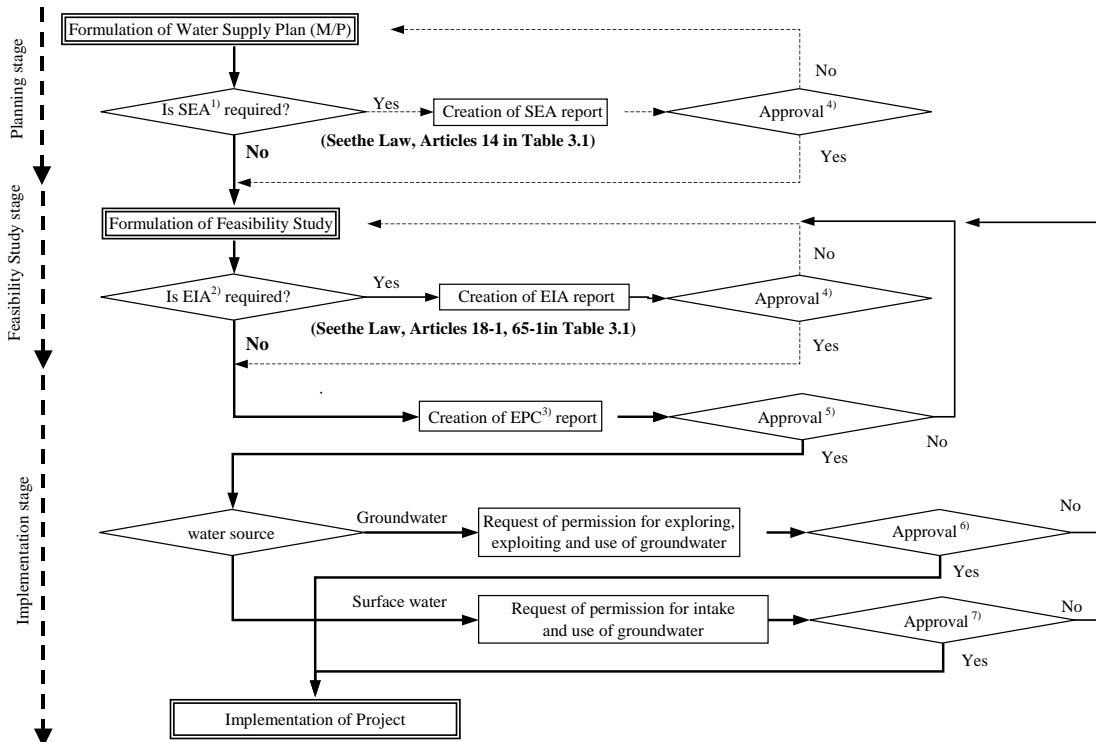 Planning stage
Feasibility Study stage
Implementation stage
Formulation of Water Supply Plan (M/P)
No
Is SEA1) required?
Yes
Creation of SEA report
Approval 4)
(Seethe Law, Articles 14 in Table 3.1)
No
Yes
Formulation of Feasibility Study
No
Is EIA2) required?
Yes
Creation of EIA report
Approval4)
(Seethe Law, Articles 18-1, 65-1in Table 3.1)
No
Yes
Creation of EPC3) report
Approval5)
No
Yes
water source
Groundwater
Request of permission for exploring,
exploiting and use of groundwater
Approval 6)
No
Yes
Surface water
Request of permission for intake
and use of groundwater
Approval 7)
No
Yes
Implementation of Project